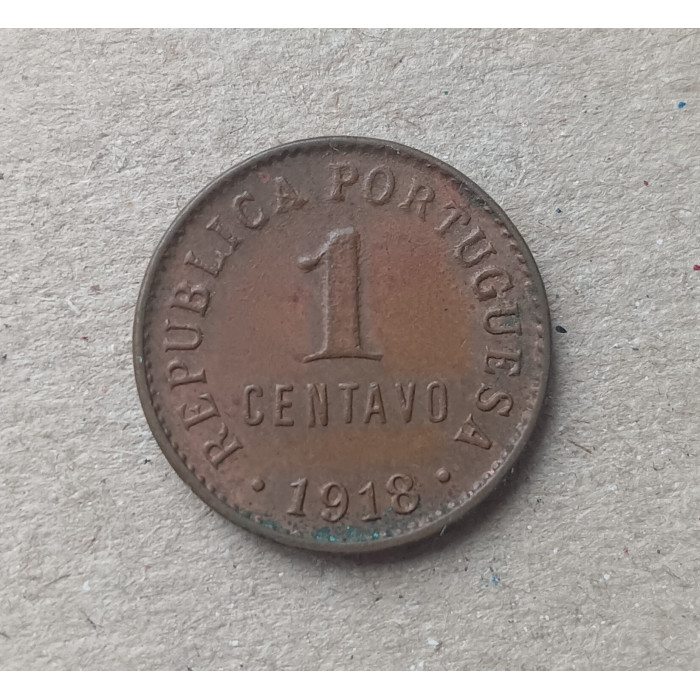 REPUBLICA PORTUGUESA
1
CENTAVO
• 1918 •